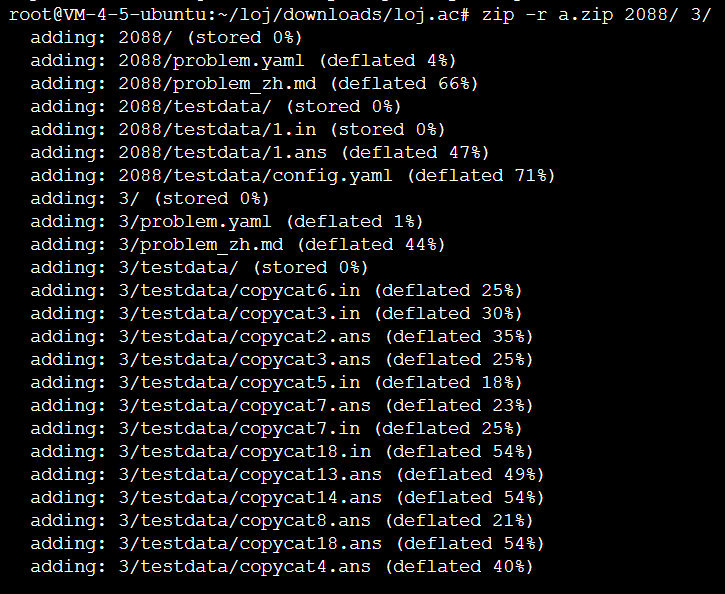 root@VM-4-5-ubuntu:~/loj/downloads/loj.ac# zip -r a.zip 2088/ 3/
adding: 2088/ (stored 0%)
adding: 2088/problem.yaml (deflated 4%)
adding: 2088/problem_zh.md (deflated 66%)
adding: 2088/testdata/ (stored 0%)
adding: 2088/testdata/1.in (stored 0%)
adding: 2088/testdata/1.ans (deflated 47%)
adding: 2088/testdata/config.yaml (deflated 71%)
adding: 3/ (stored 0%)
adding: 3/problem.yaml (deflated 1%)
adding: 3/problem_zh.md (deflated 44%)
adding: 3/testdata/ (stored 0%)
adding: 3/testdata/copycat6.in (deflated 25%)
adding: 3/testdata/copycat3.in (deflated 30%)
adding: 3/testdata/copycat2.ans (deflated 35%)
adding: 3/testdata/copycat3.ans (deflated 25%)
adding: 3/testdata/copycat5.in (deflated 18%)
adding: 3/testdata/copycat7.ans (deflated 23%)
adding: 3/testdata/copycat7.in (deflated 25%)
adding: 3/testdata/copycat18.in (deflated 54%)
adding: 3/testdata/copycat13.ans (deflated 49%)
adding: 3/testdata/copycat14.ans (deflated 54%)
adding: 3/testdata/copycat8.ans (deflated 21%)
adding: 3/testdata/copycat18.ans (deflated 54%)
adding: 3/testdata/copycat4.ans (deflated 40%)